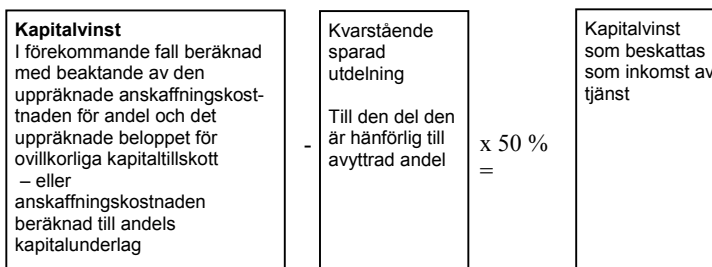 Kapitalvinst
I förekommande fall beräknad
med beaktande av den
uppräknade anskaffningskost-
tnaden för andel och det
uppräknade beloppet för
ovillkorliga kapitaltillskott
– eller
anskaffningskostnaden
beräknad till andels
kapitalunderlag
-
Kvarstående
sparad
utdelning
Till den del den
är hänförlig till
avyttrad andel
x 50 %
=
Kapitalvinst
som beskattas
som inkomst av
tjänst